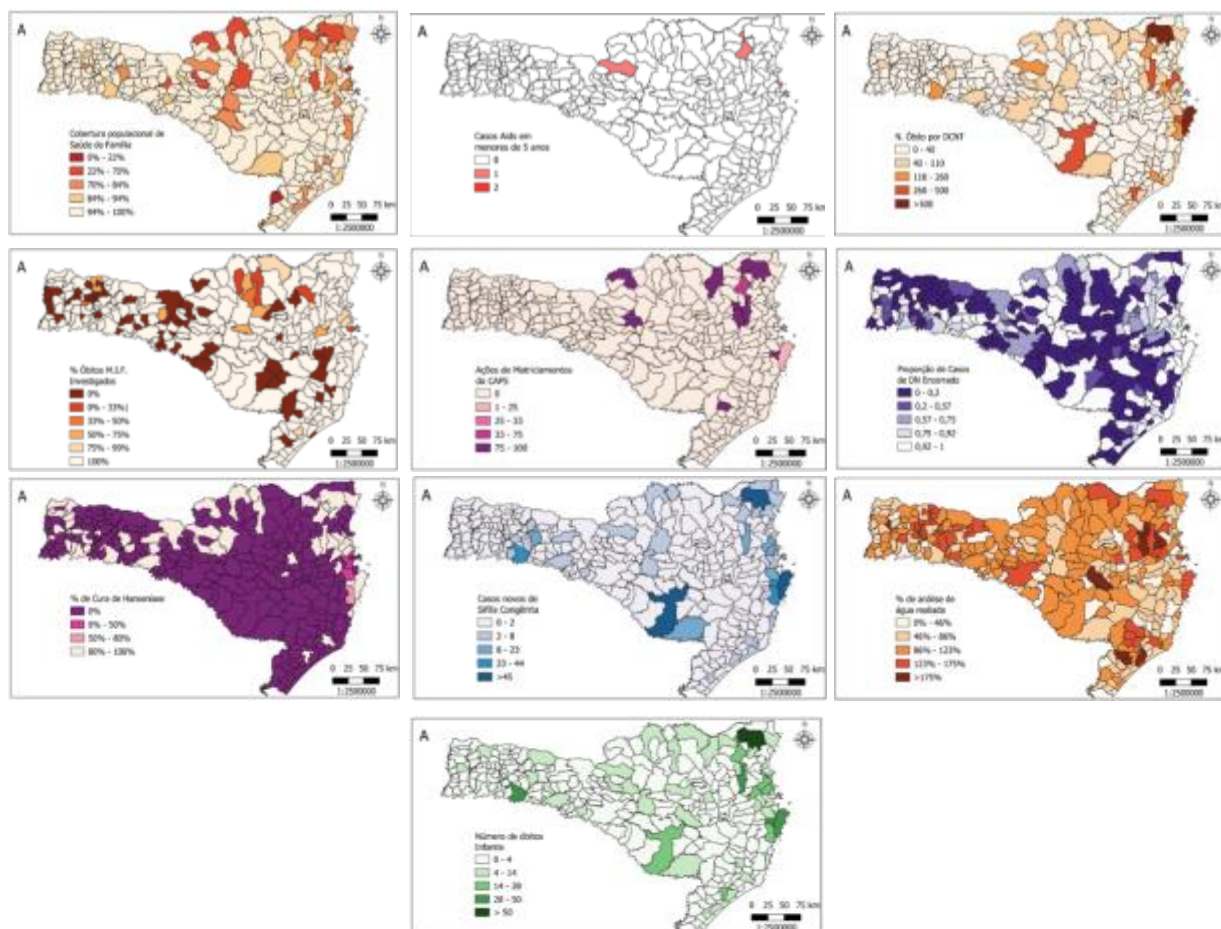 A
N
Cobertura populacional de
Saúde da Família
0% - 22%
22% - 70%
70% - 84%
84% - 94%
94% - 100%
0 25 50 75 km
1:2500000
A
Casos Aids em
menores de 5 anos
0
1
2
0 25 50 75 km
1:2500000
A
N
% Óbito por DCNT
0 - 40
40 - 110
110 - 260
260 - 500
>500
0 25 50 75 km
1:2500000
A
N
% Óbitos M.I.F.
Investigados
0%
33% - 50%
50% - 75%
75% - 99%
100%
0 25 50 75 km
1:2500000
A
N
Ações de Matriciamentos
do CAPS
0
1 - 25
25 - 33
33 - 75
75 - 100
0 25 50 75 km
1:2500000
A
N
Proporção de Casos
de DN Encerrado
0 - 0,2
0,2 - 0,57
0,57 - 0,75
0,75 - 0,92
0,92 - 1
0 25 50 75 km
1:2500000
A
N
% de Cura de Hanseníase
0%
0% - 50%
50% - 80%
80% - 100%
0 25 50 75 km
1:2500000
A
N
Casos novos de
Sífilis Congênita
0 - 2
2 - 8
8 - 23
23 - 44
>45
0 25 50 75 km
1:2500000
A
N
% de análise de
água realiado
0% - 46%
46% - 86%
86% - 123%
123% - 175%
>175%
0 25 50 75 km
1:2500000
A
N
Número de óbitos
Infantis
0 - 4
4 - 14
14 - 28
28 - 50
> 50
0 25 50 75 km
1:2500000